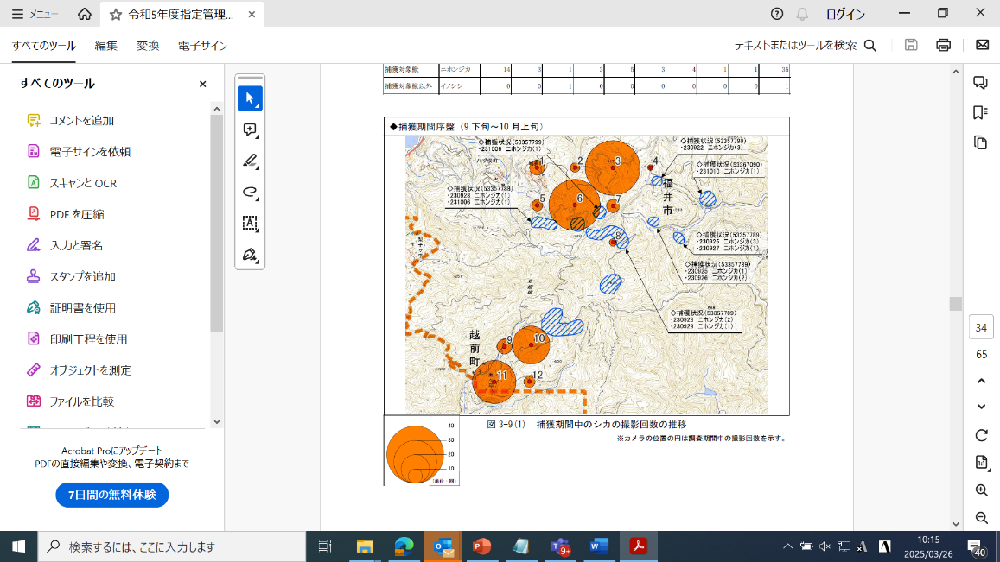 メニュー
令和5年度指定管理...
ログイン
すべてのツール 編集 変換 電子サイン
テキストまたはツールを検索
すべてのツール
コメントを追加
電子サインを依頼
スキャンと OCR
PDF を圧縮
入力と署名
スタンプを追加
証明書を使用
印刷工程を使用
オブジェクトを測定
ファイルを比較
Acrobat Proにアップデート
PDFの直接編集や変換、電子契約まで
7日間の無料体験
捕獲対象獣 ニホンジカ 14 3 1 3 5 3 4 1 1 35
捕獲対象獣以外 イノシシ 0 0 1 0 0 0 0 0 0 1
◆捕獲期間序盤（9 下旬～10 月上旬）
◇捕獲状況(53357799)
・231006 ニホンジカ(1)
◇捕獲状況(53357799)
・230922 ニホンジカ(3)
◇捕獲状況(53367090)
・231010 ニホンジカ(1)
◇捕獲状況(53357788)
・230928 ニホンジカ(1)
・231006 ニホンジカ(1)
1
2
3
4
5
6
7
8
福井市
◇捕獲状況(53357789)
・230925 ニホンジカ(3)
・230927 ニホンジカ(1)
◇捕獲状況(53357789)
・230925 ニホンジカ(1)
・230926 ニホンジカ(2)
◇捕獲状況(53357789)
・230928 ニホンジカ(2)
・230929 ニホンジカ(1)
越前町
9
10
11
12
40
30
20
10
(単位：回)
図 3-9(1) 捕獲期間中のシカの撮影回数の推移
※カメラの位置の円は調査期間中の撮影回数を示す。
34
65
検索するには、ここに入力します
9+
A
10:15
2025/03/26
40